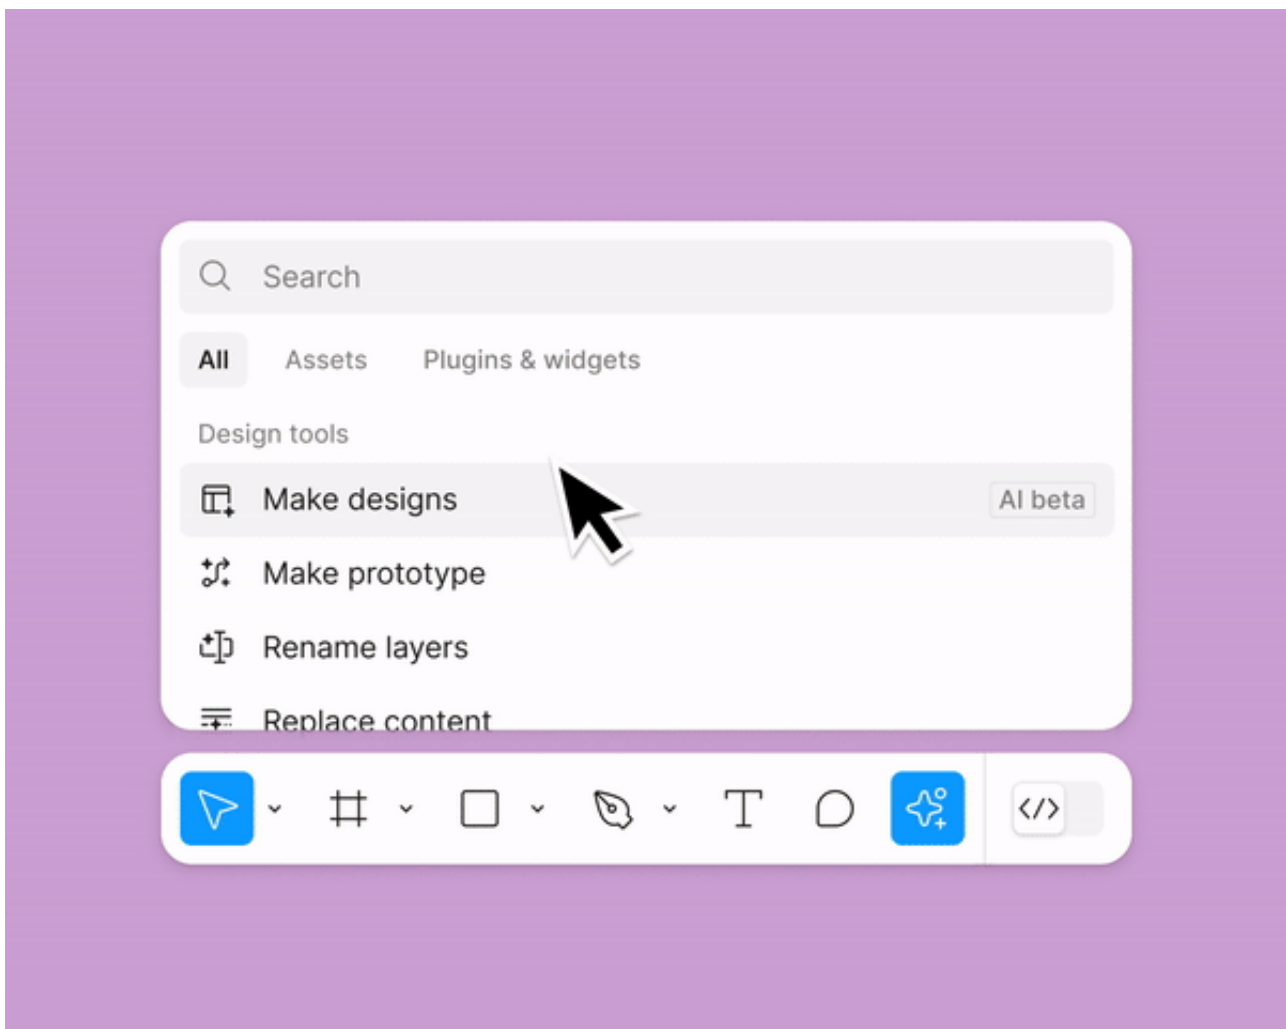 Search
All Assets Plugins & widgets
Design tools
Make designs AI beta
Make prototype
Rename layers
Replace content